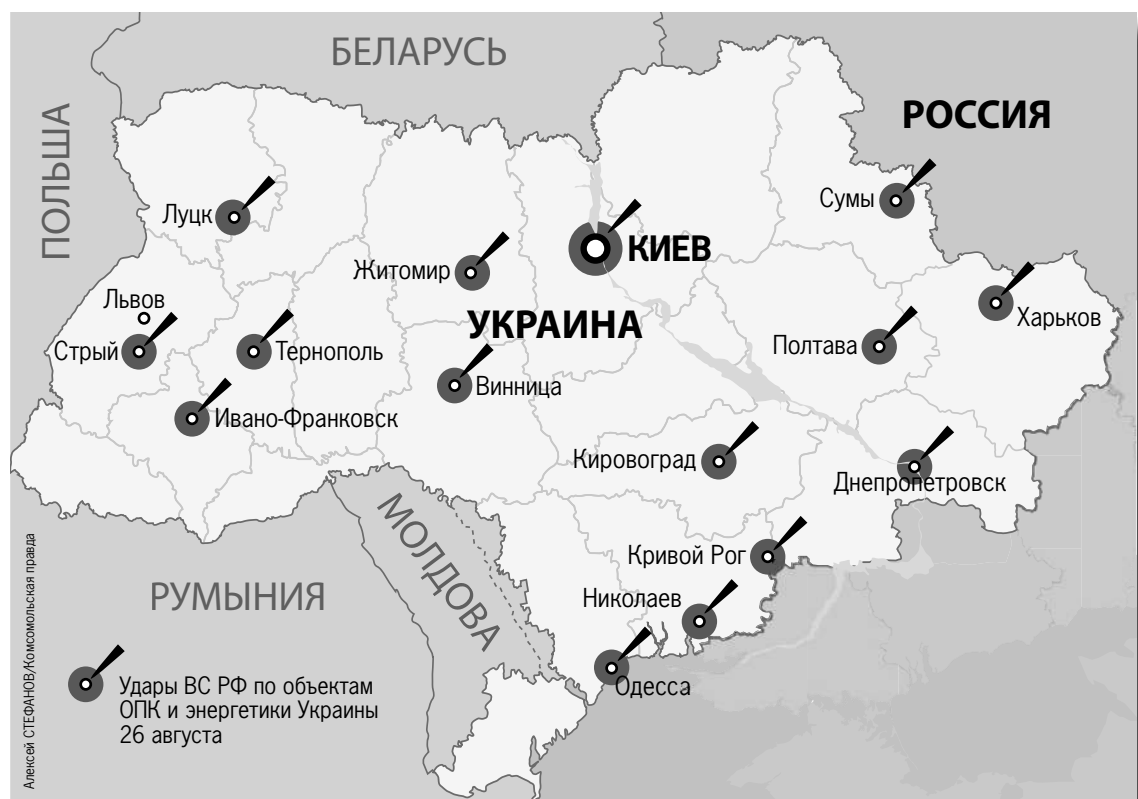 БЕЛАРУСЬ
РОССИЯ
ПОЛЬША
Луцк
Сумы
КИЕВ
Житомир
Львов
Харьков
УКРАИНА
Стрый
Тернополь
Полтава
Винница
Ивано-Франковск
Кировоград
Днепропетровск
МОЛДОВА
Кривой Рог
РУМЫНИЯ
Николаев
Одесса
Удары ВС РФ по объектам
ОПК и энергетики Украины
26 августа
Алексей СТЕФАНОВ/Комсомольская правда